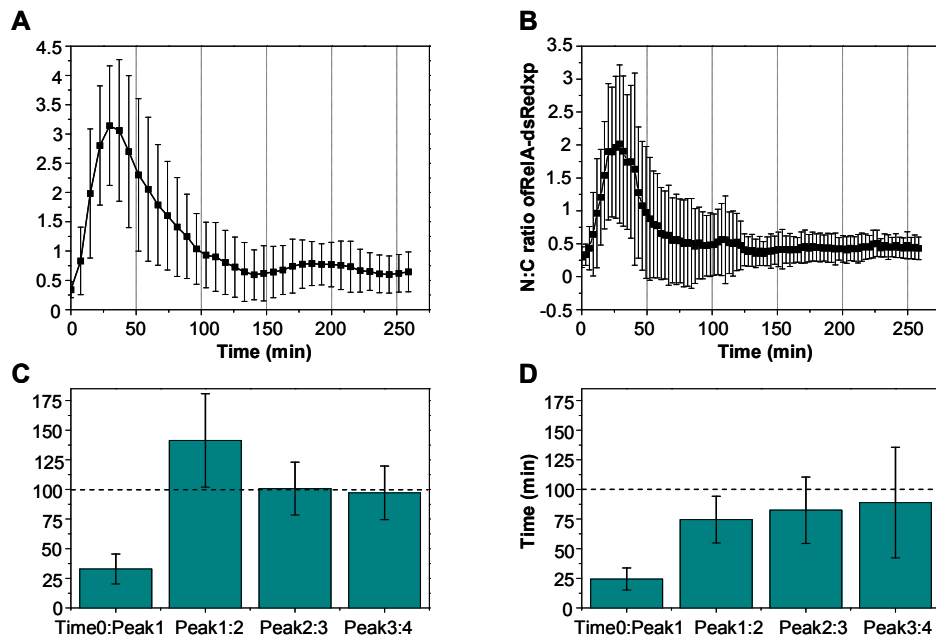 A
4.5
4
3.5
3
2.5
2
1.5
1
0.5
0
0 50 100 150 200 250
Time (min)
B
N:C ratio ofRelA-dsRedxp
3.5
3
2.5
2
1.5
1
0.5
0
-0.5
0 50 100 150 200 250
Time (min)
C
175
150
125
100
75
50
25
0
Time0:Peak1 Peak1:2 Peak2:3 Peak3:4
D
Time (min)
175
150
125
100
75
50
25
0
Time0:Peak1 Peak1:2 Peak2:3 Peak3:4